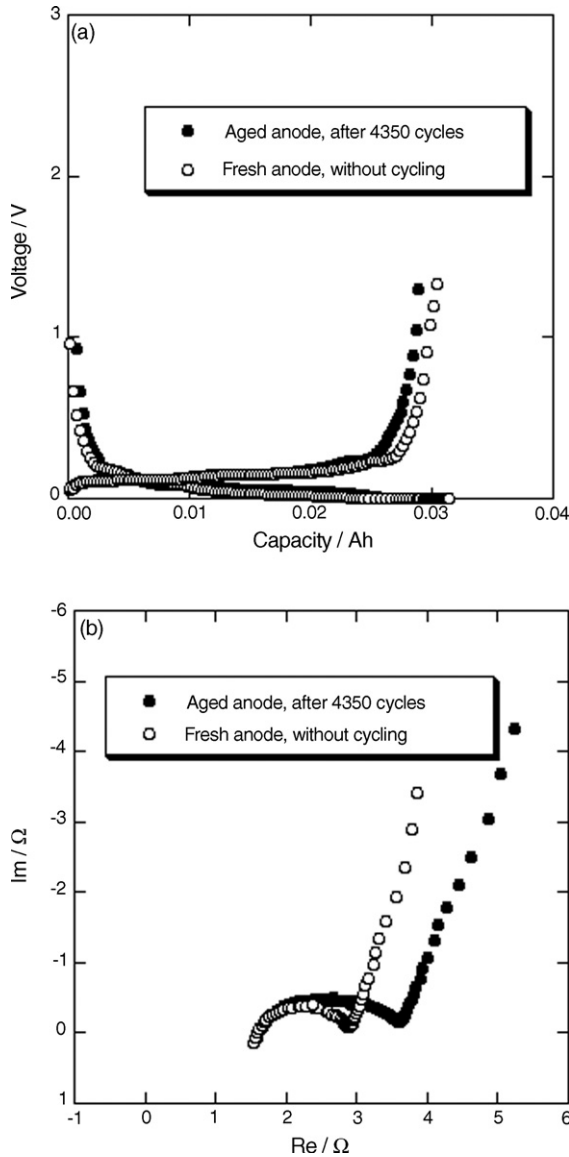 (a)
3
2
1
0
Voltage / V
Aged anode, after 4350 cycles
Fresh anode, without cycling
0.00 0.01 0.02 0.03 0.04
Capacity / Ah
(b)
-6
-5
-4
-3
-2
-1
0
1
Im / Ω
Aged anode, after 4350 cycles
Fresh anode, without cycling
-1 0 1 2 3 4 5 6
Re / Ω